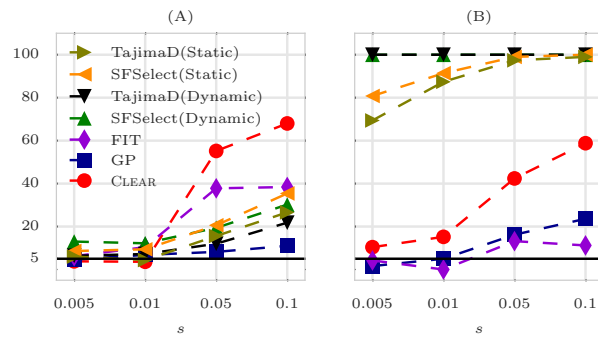 (A)
(B)
100
80
60
40
20
5
TajimaD(Static)
SFSelect(Static)
TajimaD(Dynamic)
SFSelect(Dynamic)
FIT
GP
CLEAR
0.005 0.01 0.05 0.1
0.005 0.01 0.05 0.1
s
s